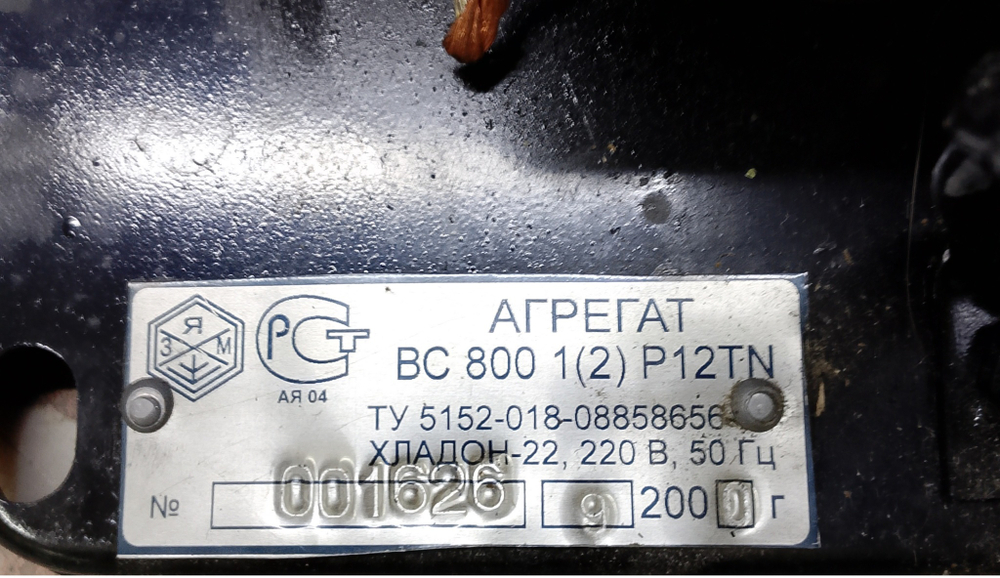 Я
З М
РСТ
АЯ 04
АГРЕГАТ
ВС 800 1(2) Р12TN
ТУ 5152-018-08858656
ХЛАДОН-22, 220 В, 50 Гц
№ 001626 9 200 г